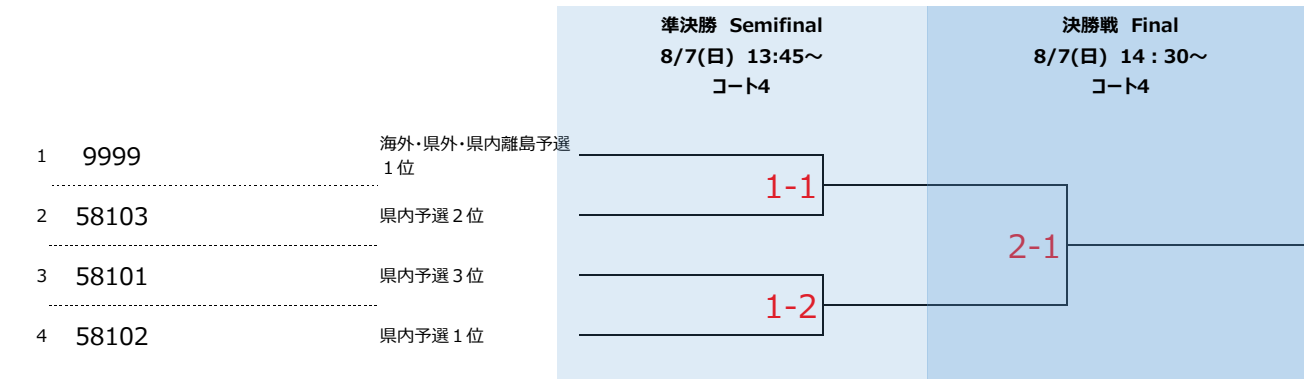 準決勝 Semifinal
8/7(日) 13:45～
コート4
決勝戦 Final
8/7(日) 14：30～
コート4
1 9999 海外・県外・県内離島予選
１位
1-1
2 58103 県内予選２位
2-1
3 58101 県内予選３位
1-2
4 58102 県内予選１位